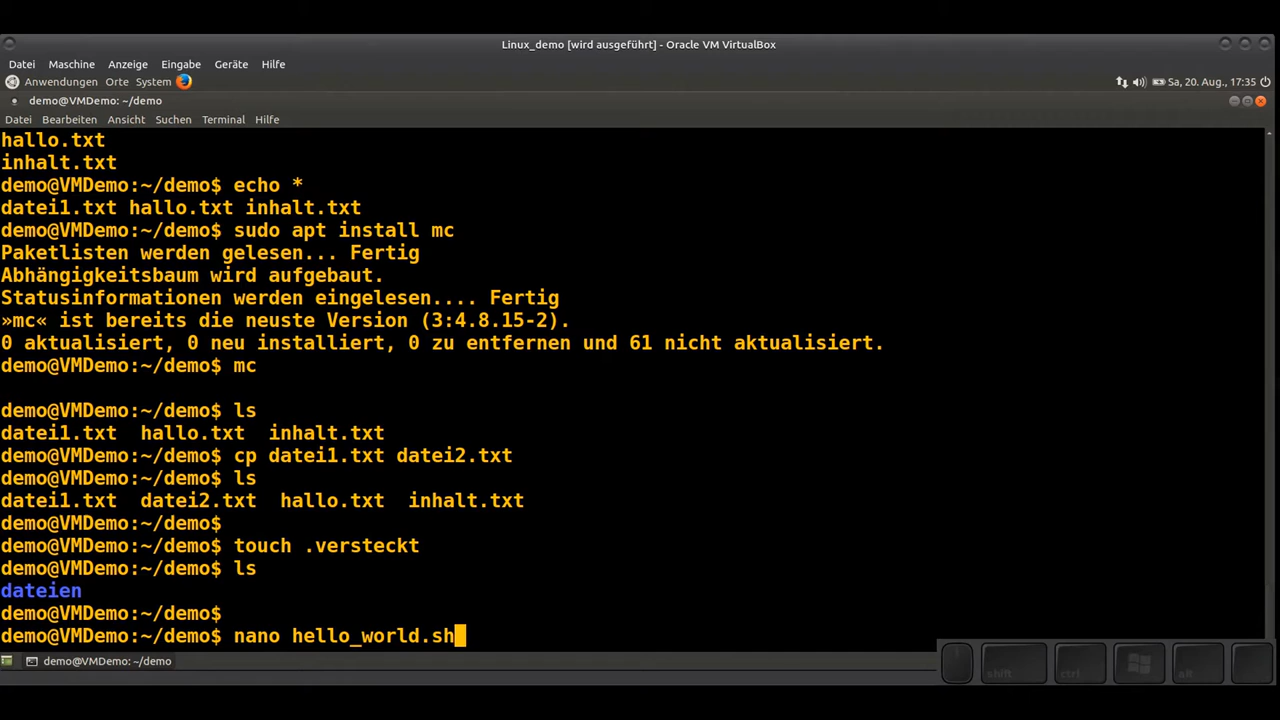 Linux_demo [wird ausgeführt] - Oracle VM VirtualBox
Datei Maschine Anzeige Eingabe Geräte Hilfe
Anwendungen Orte System Sa, 20. Aug., 17:35
demo@VMDemo: ~/demo
Datei Bearbeiten Ansicht Suchen Terminal Hilfe
hallo.txt
inhalt.txt
demo@VMDemo:~/demo$ echo *
datei1.txt hallo.txt inhalt.txt
demo@VMDemo:~/demo$ sudo apt install mc
Paketlisten werden gelesen... Fertig
Abhängigkeitsbaum wird aufgebaut.
Statusinformationen werden eingelesen.... Fertig
»mc« ist bereits die neuste Version (3:4.8.15-2).
0 aktualisiert, 0 neu installiert, 0 zu entfernen und 61 nicht aktualisiert.
demo@VMDemo:~/demo$ mc
demo@VMDemo:~/demo$ ls
datei1.txt hallo.txt inhalt.txt
demo@VMDemo:~/demo$ cp datei1.txt datei2.txt
demo@VMDemo:~/demo$ ls
datei1.txt datei2.txt hallo.txt inhalt.txt
demo@VMDemo:~/demo$
demo@VMDemo:~/demo$ touch .versteckt
demo@VMDemo:~/demo$ ls
dateien
demo@VMDemo:~/demo$
demo@VMDemo:~/demo$ nano hello_world.sh
demo@VMDemo: ~/demo
shift ctrl alt